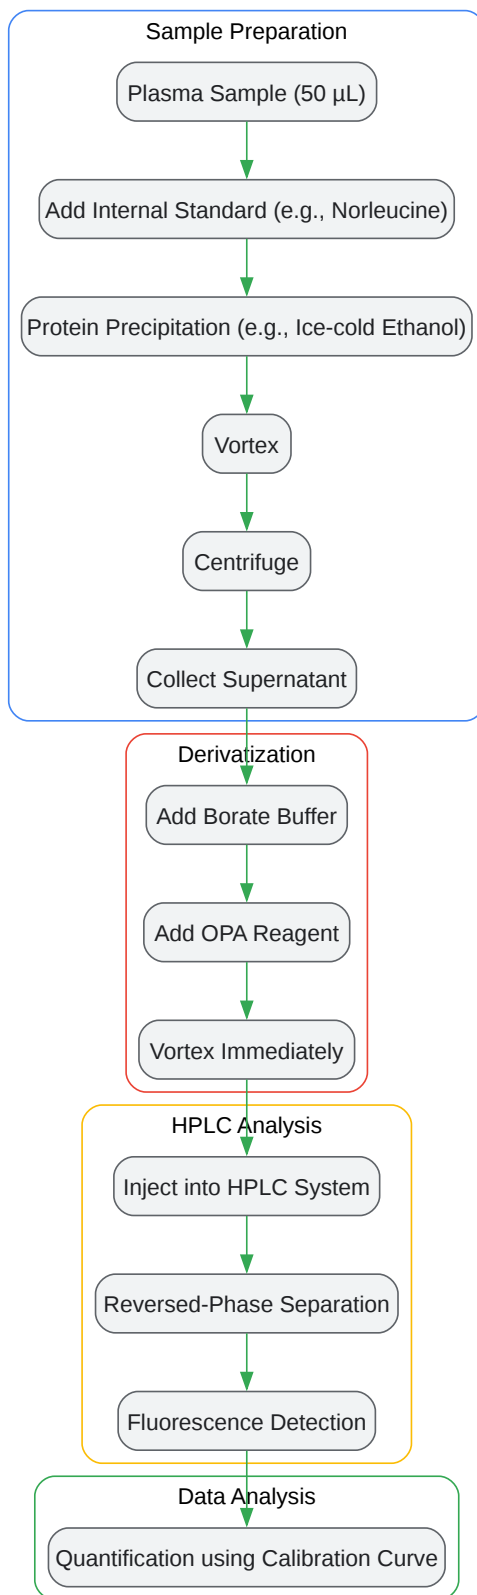 Sample Preparation
Plasma Sample (50 µL)
Add Internal Standard (e.g., Norleucine)
Protein Precipitation (e.g., Ice-cold Ethanol)
Vortex
Centrifuge
Collect Supernatant
Derivatization
Add Borate Buffer
Add OPA Reagent
Vortex Immediately
HPLC Analysis
Inject into HPLC System
Reversed-Phase Separation
Fluorescence Detection
Data Analysis
Quantification using Calibration Curve